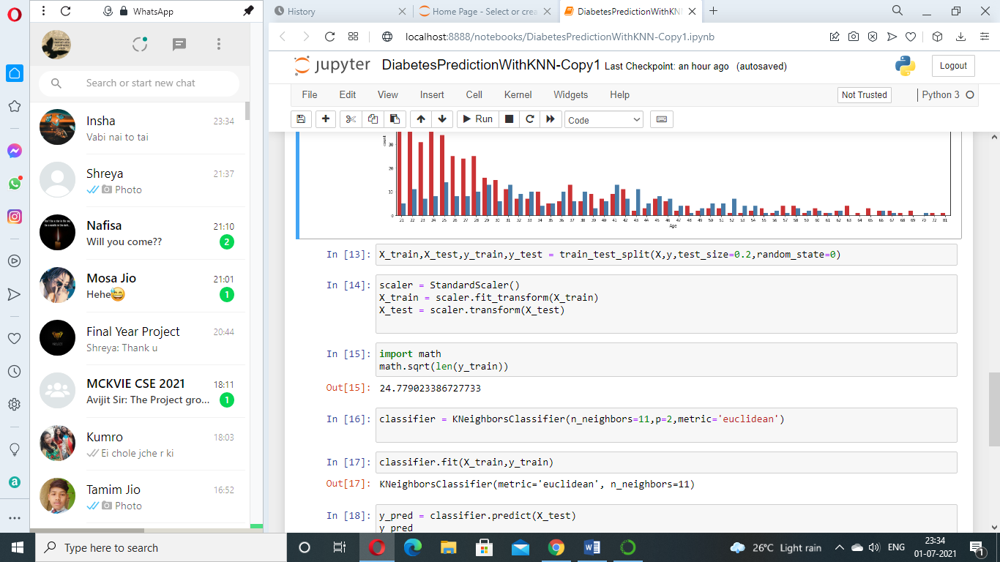 WhatsApp
History
Home Page - Select or crea
DiabetesPredictionWithKNN
localhost:8888/notebooks/DiabetesPredictionWithKNN-Copy1.ipynb
jupyter DiabetesPredictionWithKNN-Copy1 Last Checkpoint: an hour ago (autosaved)
Logout
File Edit View Insert Cell Kernel Widgets Help
Not Trusted
Python 3
Run
Code
Search or start new chat
Insha 23:34
Vabi nai to tai
Shreya 21:37
Photo
Nafisa 21:10
Will you come?? 2
Mosa Jio 21:01
Hehe😅 1
Final Year Project 20:44
Shreya: Thank u
MCKVIE CSE 2021 18:11
Avijit Sir: The Project gro... 1
Kumro 18:03
Ei chole jche r ki
Tamim Jio 16:52
Photo
count
30
20
10
0
21 22 23 24 25 26 27 28 29 30 31 32 33 34 35 36 37 38 39 40 41 42 43 44 45 46 47 48 49 50 51 52 53 54 55 56 57 58 59 60 61 62 63 64 65 66 67 68 69 70 72 81
Age
In [13]: X_train,X_test,y_train,y_test = train_test_split(X,y,test_size=0.2,random_state=0)
In [14]: scaler = StandardScaler()
X_train = scaler.fit_transform(X_train)
X_test = scaler.transform(X_test)
In [15]: import math
math.sqrt(len(y_train))
Out[15]: 24.779023386727733
In [16]: classifier = KNeighborsClassifier(n_neighbors=11,p=2,metric='euclidean')
In [17]: classifier.fit(X_train,y_train)
Out[17]: KNeighborsClassifier(metric='euclidean', n_neighbors=11)
In [18]: y_pred = classifier.predict(X_test)
y_pred
Type here to search
26°C Light rain
ENG
23:34
01-07-2021
1